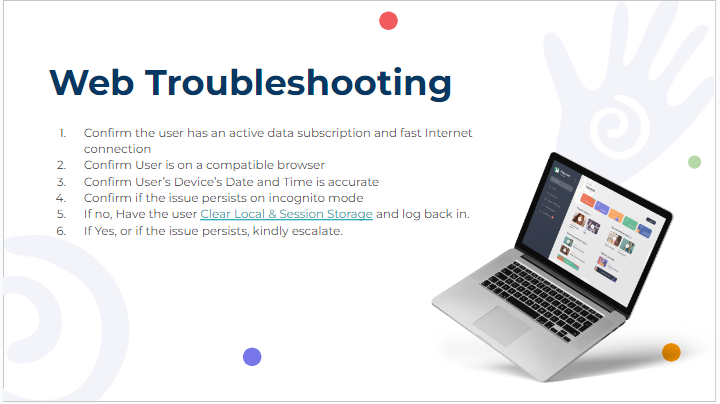 Web Troubleshooting
1. Confirm the user has an active data subscription and fast Internet
connection
2. Confirm User is on a compatible browser
3. Confirm User's Device's Date and Time is accurate
4. Confirm if the issue persists on incognito mode
5. If no, Have the user Clear Local & Session Storage and log back in.
6. If Yes, or if the issue persists, kindly escalate.